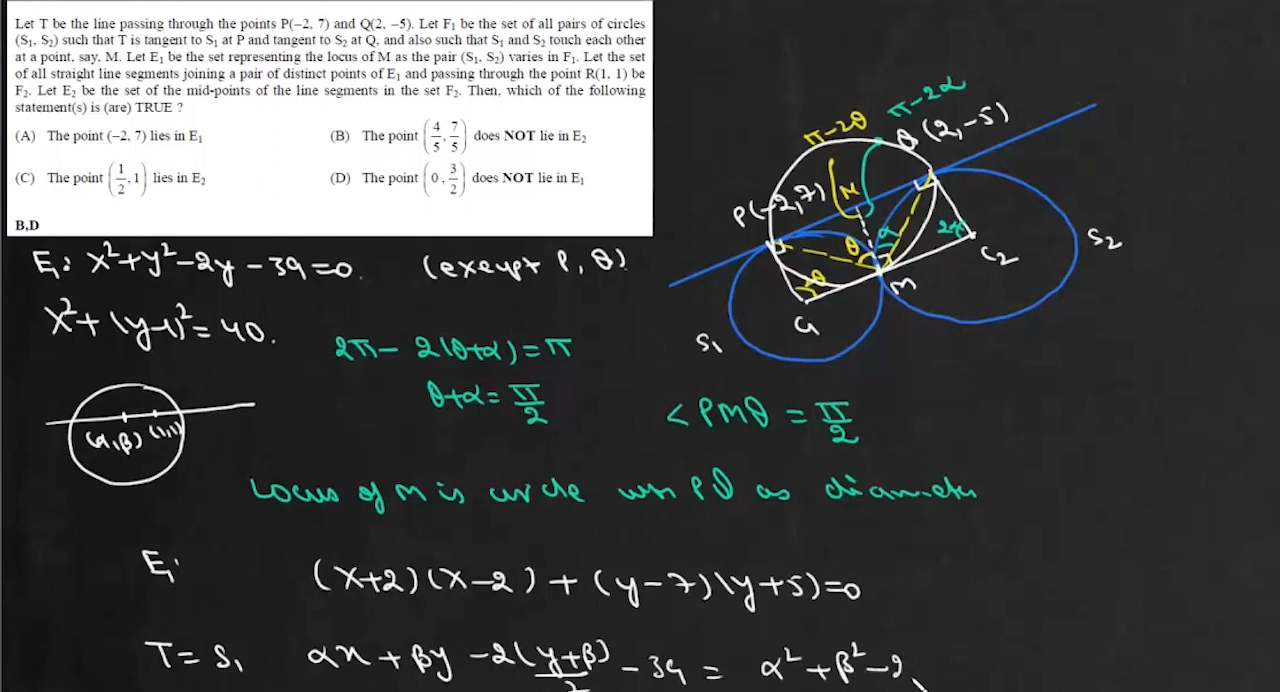 Let T be the line passing through the points P(−2, 7) and Q(2, −5). Let F₁ be the set of all pairs of circles
(S₁, S₂) such that T is tangent to S₁ at P and tangent to S₂ at Q, and also such that S₁ and S₂ touch each other
at a point, say, M. Let E₁ be the set representing the locus of M as the pair (S₁, S₂) varies in F₁. Let the set
of all straight line segments joining a pair of distinct points of E₁ and passing through the point R(1, 1) be
F₂. Let E₂ be the set of the mid-points of the line segments in the set F₂. Then, which of the following
statement(s) is (are) TRUE ?
(A) The point (−2, 7) lies in E₁
(B) The point (4/5, 7/5) does NOT lie in E₂
(C) The point (1/2, 1) lies in E₂
(D) The point (0, 3/2) does NOT lie in E₁
B,D
π-2θ
π-2α
Q (2,-5)
P(-2,7)
N
θ
α
2α
θ
M
C₁
C₂
S₁
S₂
E₁: x²+y²-2y-39=0. (except P, Q)
x²+(y-1)²=40.
2π-2(θ+α)=π
θ+α=π/2
<PMQ = π/2
(α,β) (1,1)
Locus of M is circle wn PQ as diameter
E₁
(x+2)(x-2)+(y-7)(y+5)=0
T=S₁ αx+βy-2(y+β)/2-39 = α²+β²-2